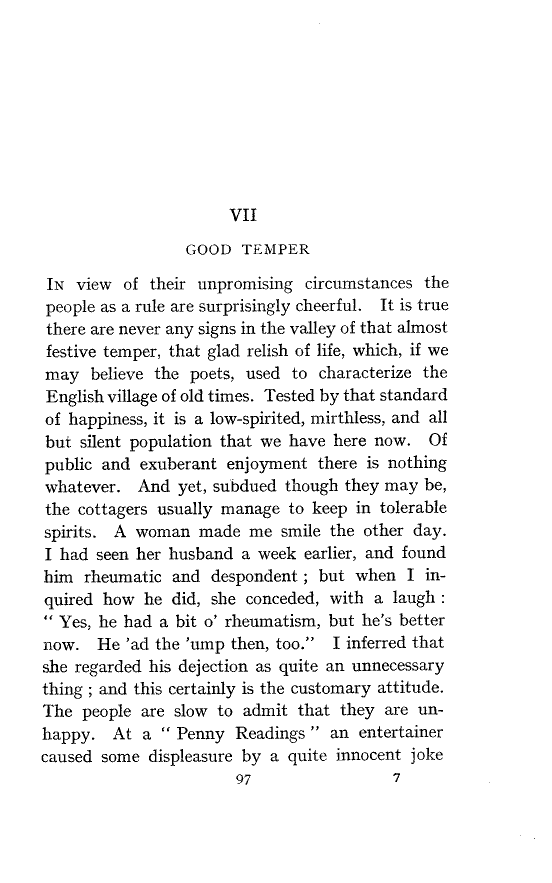 VII
GOOD TEMPER
In view of their unpromising circumstances the
people as a rule are surprisingly cheerful. It is true
there are never any signs in the valley of that almost
festive temper, that glad relish of life, which, if we
may believe the poets, used to characterize the
English village of old times. Tested by that standard
of happiness, it is a low-spirited, mirthless, and all
but silent population that we have here now. Of
public and exuberant enjoyment there is nothing
whatever. And yet, subdued though they may be,
the cottagers usually manage to keep in tolerable
spirits. A woman made me smile the other day.
I had seen her husband a week earlier, and found
him rheumatic and despondent ; but when I in-
quired how he did, she conceded, with a laugh :
“ Yes, he had a bit o’ rheumatism, but he’s better
now. He ’ad the ’ump then, too.” I inferred that
she regarded his dejection as quite an unnecessary
thing ; and this certainly is the customary attitude.
The people are slow to admit that they are un-
happy. At a “ Penny Readings ” an entertainer
caused some displeasure by a quite innocent joke
97 7